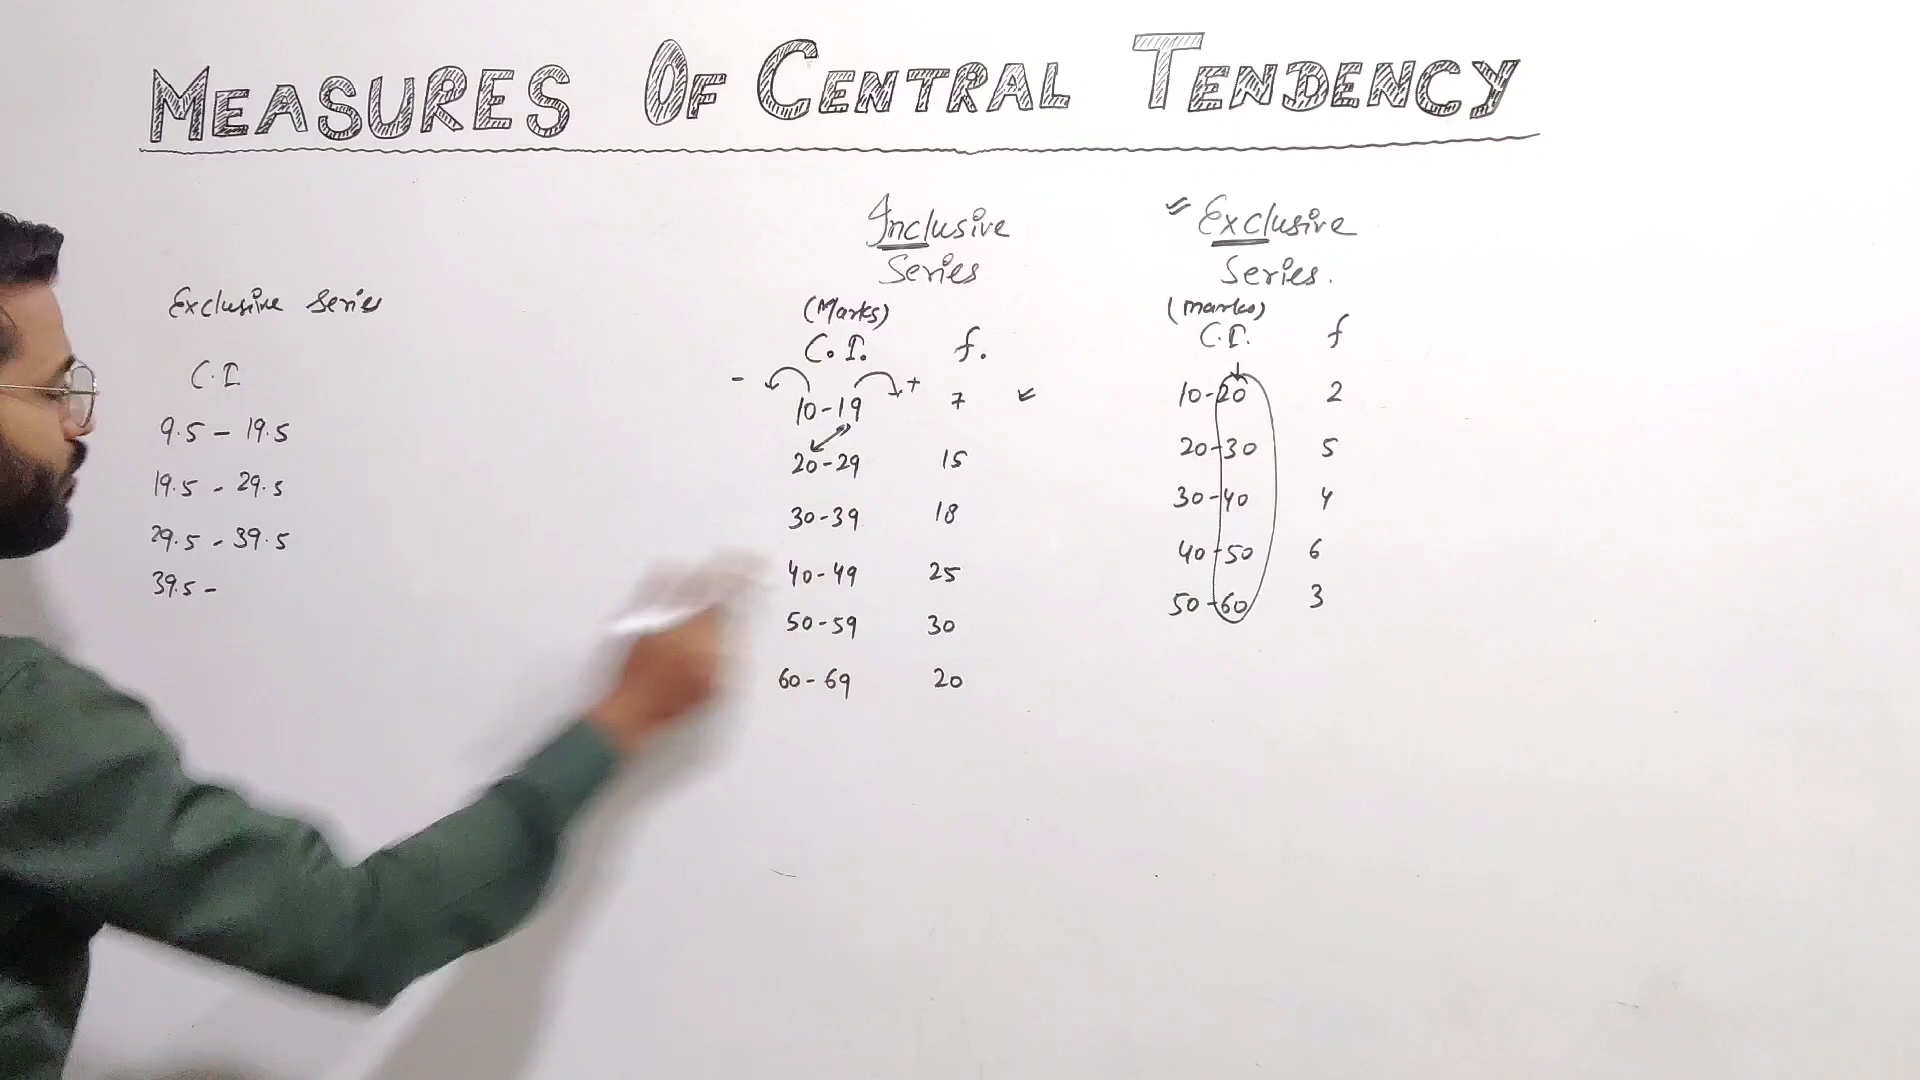 MEASURES OF CENTRAL TENDENCY
Exclusive Series
C.I.
9.5 - 19.5
19.5 - 29.5
29.5 - 39.5
39.5 -
Inclusive
Series
(Marks)
C.I. f.
- +
10-19 7
20-29 15
30-39 18
40-49 25
50-59 30
60-69 20
Exclusive
Series.
(marks)
C.I. f
10-20 2
20-30 5
30-40 4
40-50 6
50-60 3